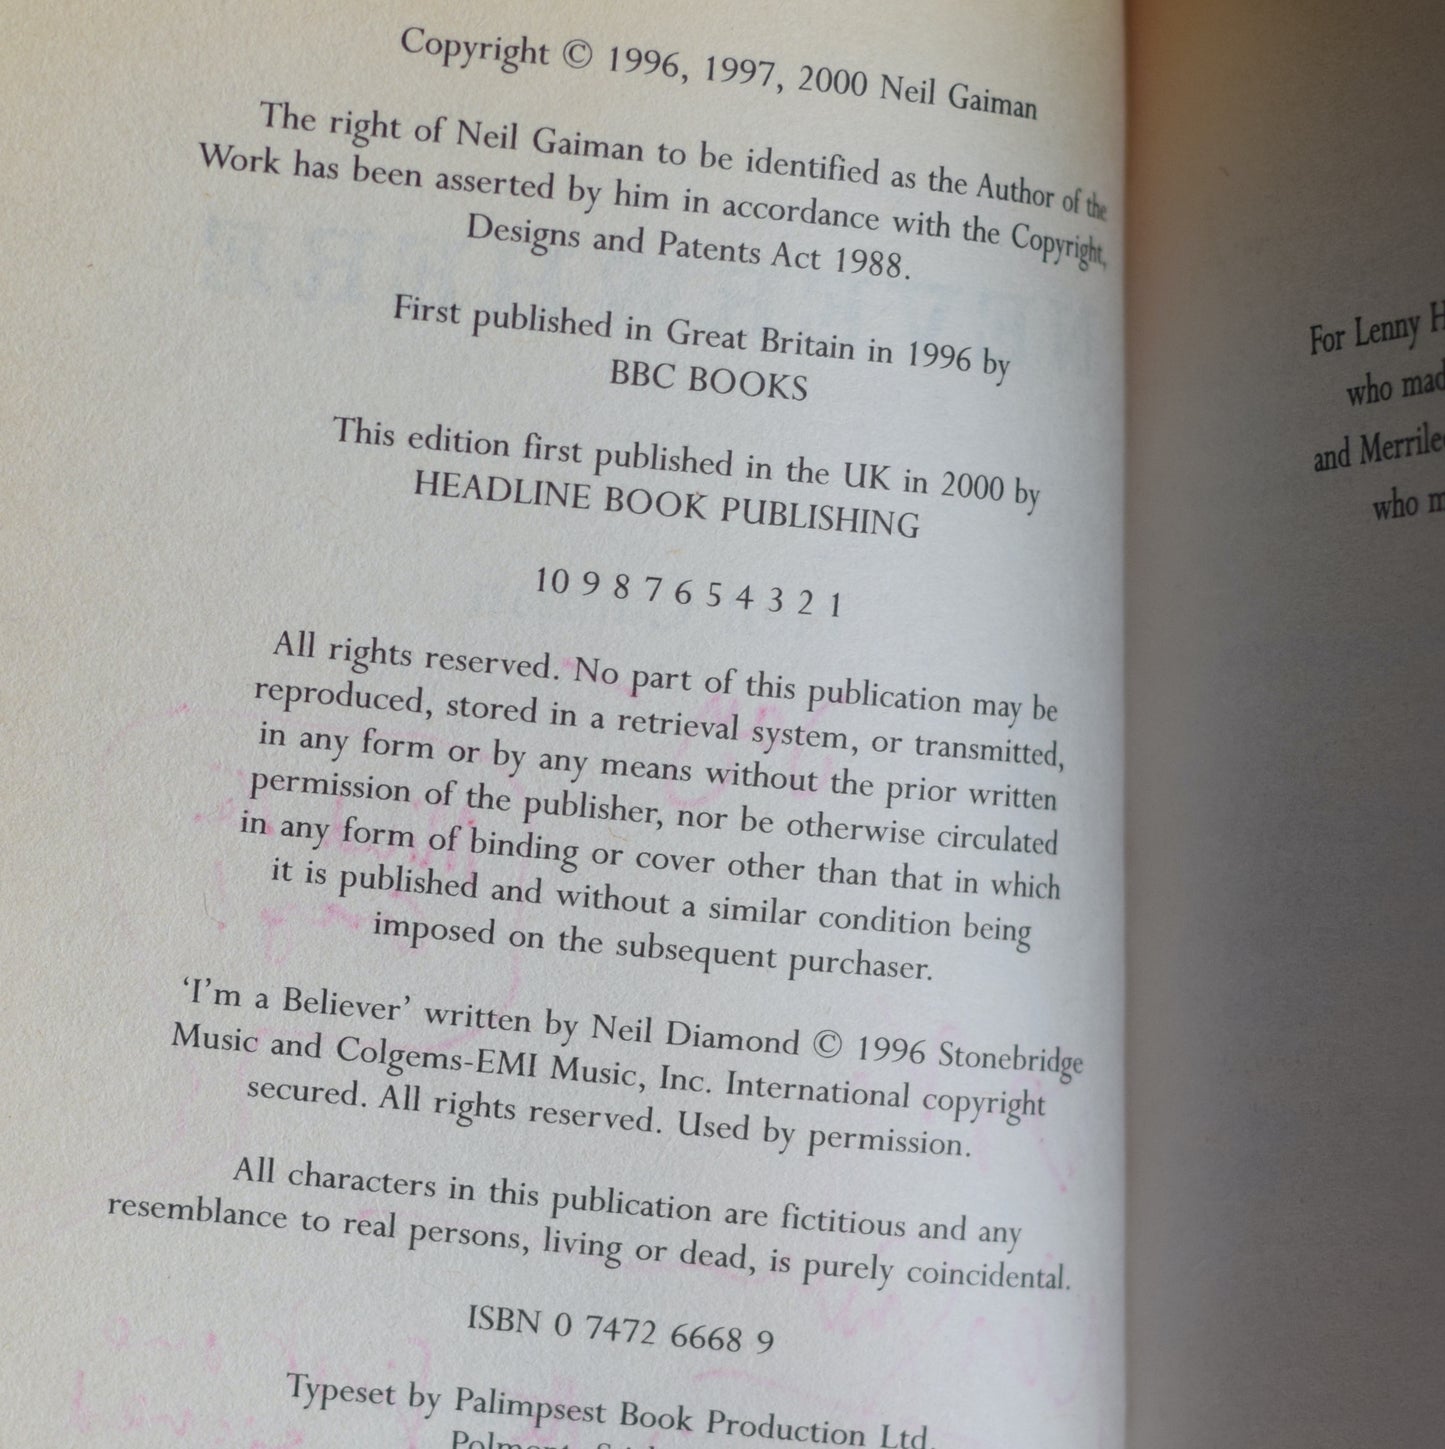 Copyright © 1996, 1997, 2000 Neil Gaiman
The right of Neil Gaiman to be identified as the Author of the
Work has been asserted by him in accordance with the Copyright,
Designs and Patents Act 1988.
First published in Great Britain in 1996 by
BBC BOOKS
This edition first published in the UK in 2000 by
HEADLINE BOOK PUBLISHING
10 9 8 7 6 5 4 3 2 1
All rights reserved. No part of this publication may be
reproduced, stored in a retrieval system, or transmitted,
in any form or by any means without the prior written
permission of the publisher, nor be otherwise circulated
in any form of binding or cover other than that in which
it is published and without a similar condition being
imposed on the subsequent purchaser.
‘I’m a Believer’ written by Neil Diamond © 1996 Stonebridge
Music and Colgems-EMI Music, Inc. International copyright
secured. All rights reserved. Used by permission.
All characters in this publication are fictitious and any
resemblance to real persons, living or dead, is purely coincidental.
ISBN 0 7472 6668 9
Typeset by Palimpsest Book Production Ltd.
For Lenny
who
and
who